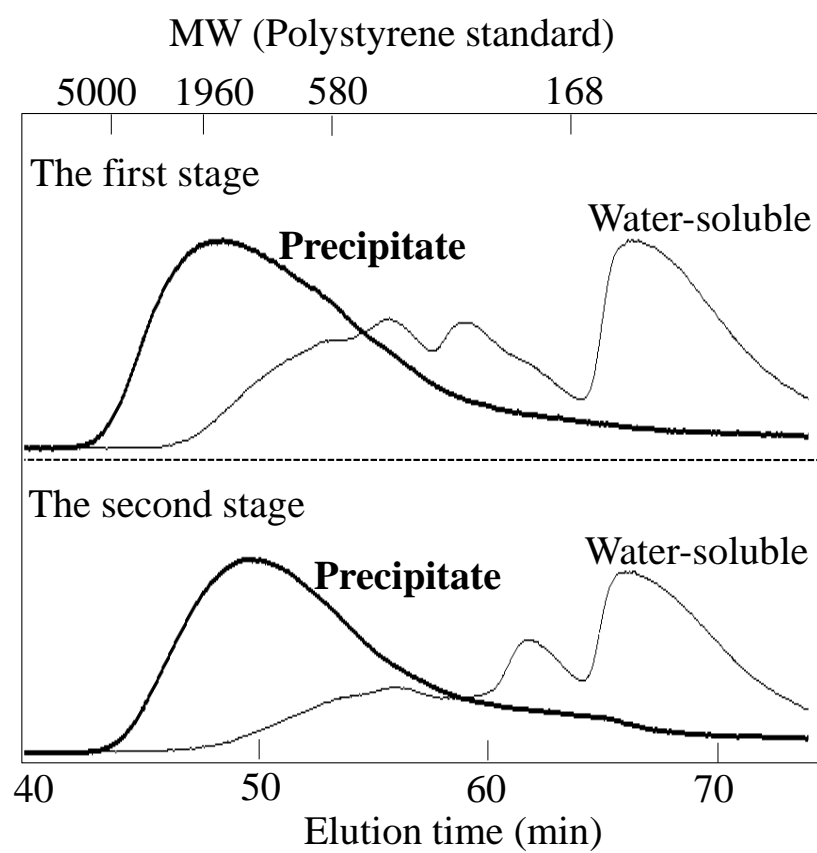 MW (Polystyrene standard)
5000 1960 580 168
The first stage
Water-soluble
Precipitate
The second stage
Water-soluble
Precipitate
40 50 60 70
Elution time (min)